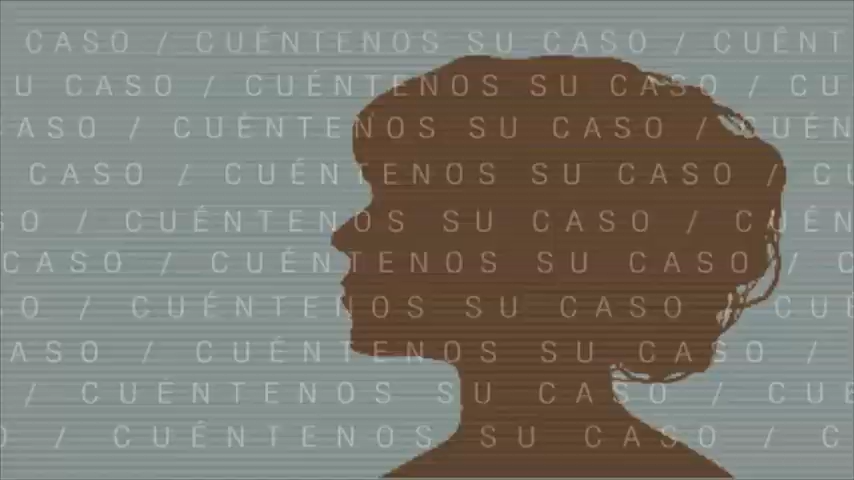 CASO / CUÉNTENOS SU CASO / CUÉNT
U CASO / CUÉNTENOS SU CASO / CU
ASO / CUÉNTENOS SU CASO / CUÉN
CASO / CUÉNTENOS SU CASO / CU
SO / CUÉNTENOS SU CASO / CUÉN
CASO / CUÉNTENOS SU CASO / C
SO / CUÉNTENOS SU CASO / CUÉ
ASO / CUÉNTENOS SU CASO /
/ CUÉNTENOS SU CASO / CUÉ
O / CUÉNTENOS SU CASO / C